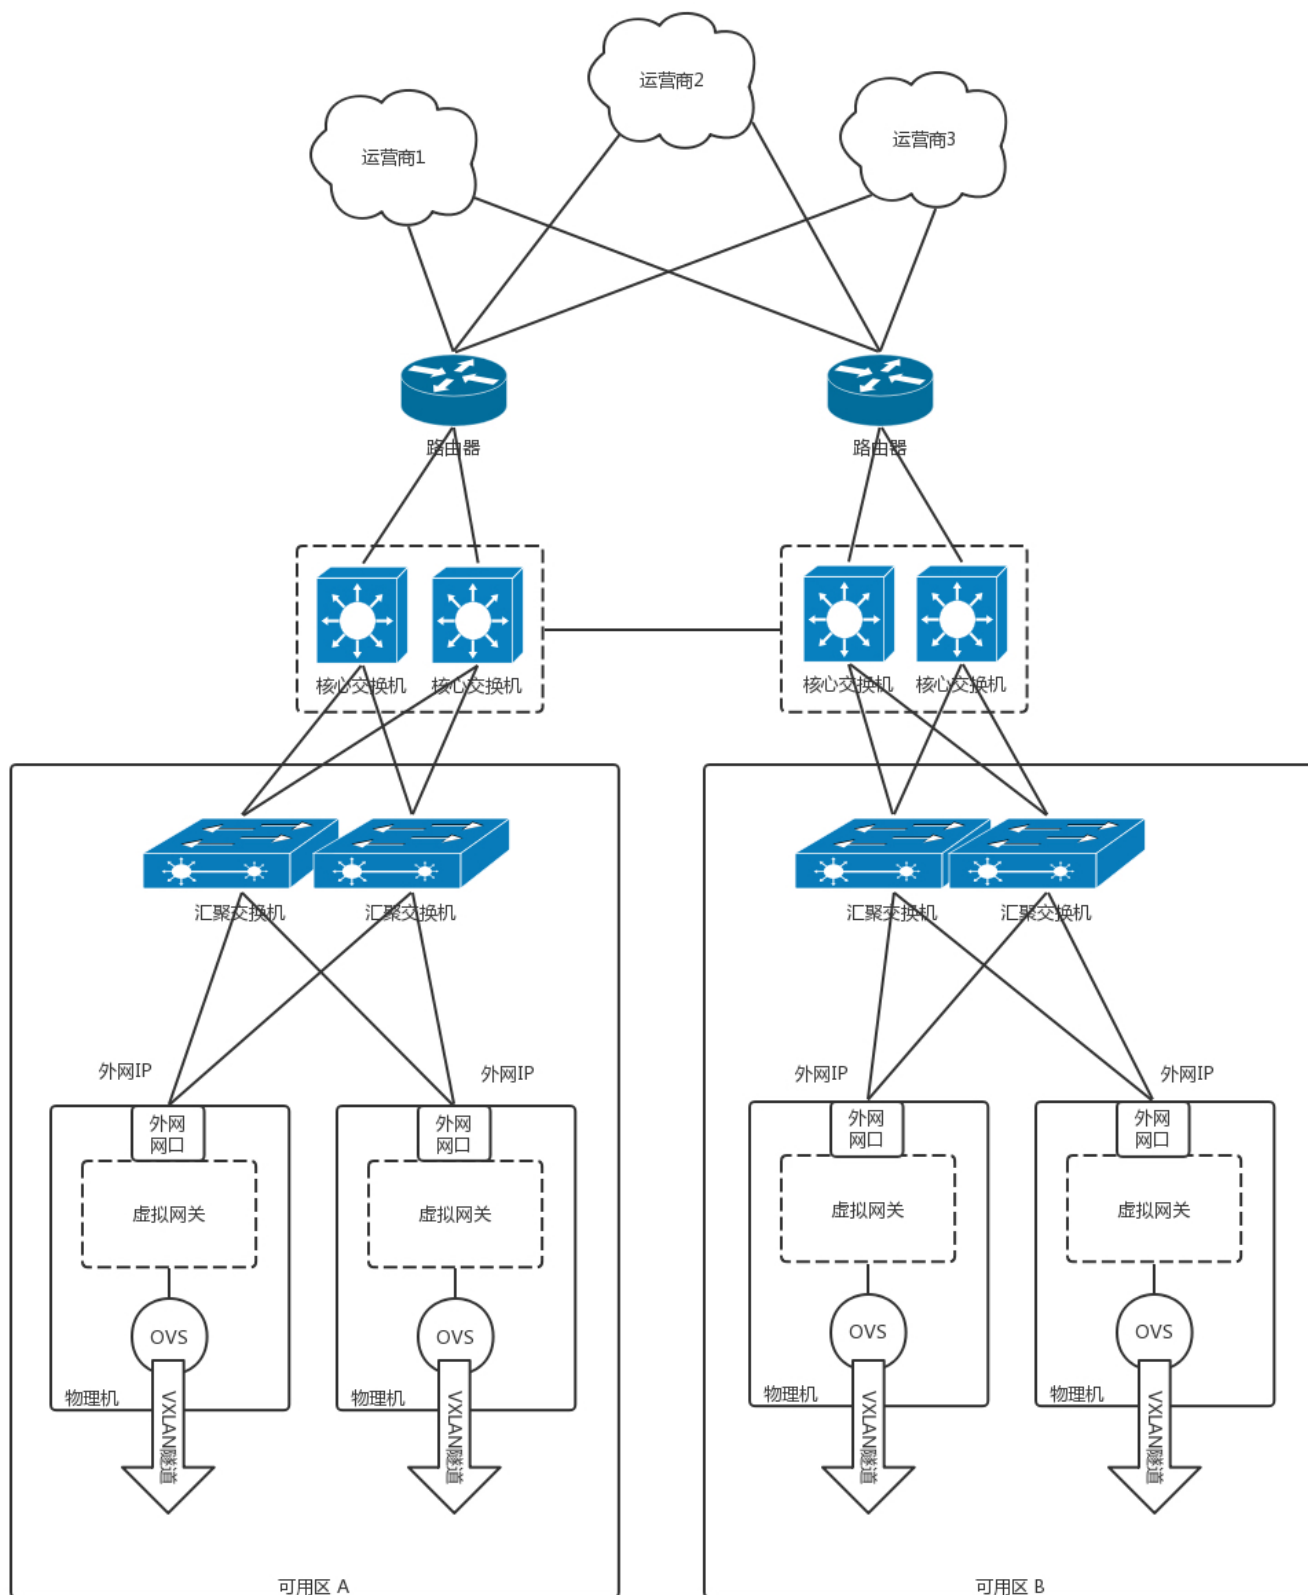 运营商2
运营商3
运营商1
路由器
路由器
核心交换机
核心交换机
核心交换机
核心交换机
汇聚交换机
汇聚交换机
汇聚交换机
汇聚交换机
外网IP
外网IP
外网IP
外网IP
外网
网口
外网
网口
外网
网口
外网
网口
虚拟网关
虚拟网关
虚拟网关
虚拟网关
OVS
OVS
OVS
OVS
物理机
物理机
物理机
物理机
VXLAN隧道
VXLAN隧道
VXLAN隧道
VXLAN隧道
可用区 A
可用区 B